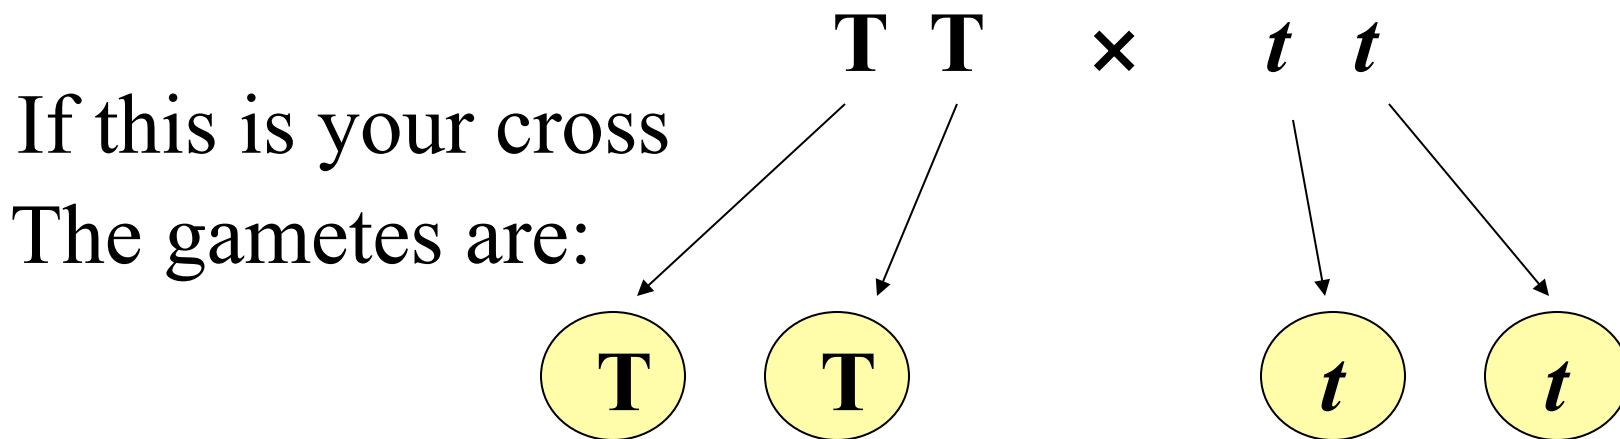 T T × t t
If this is your cross
The gametes are:
T T t t